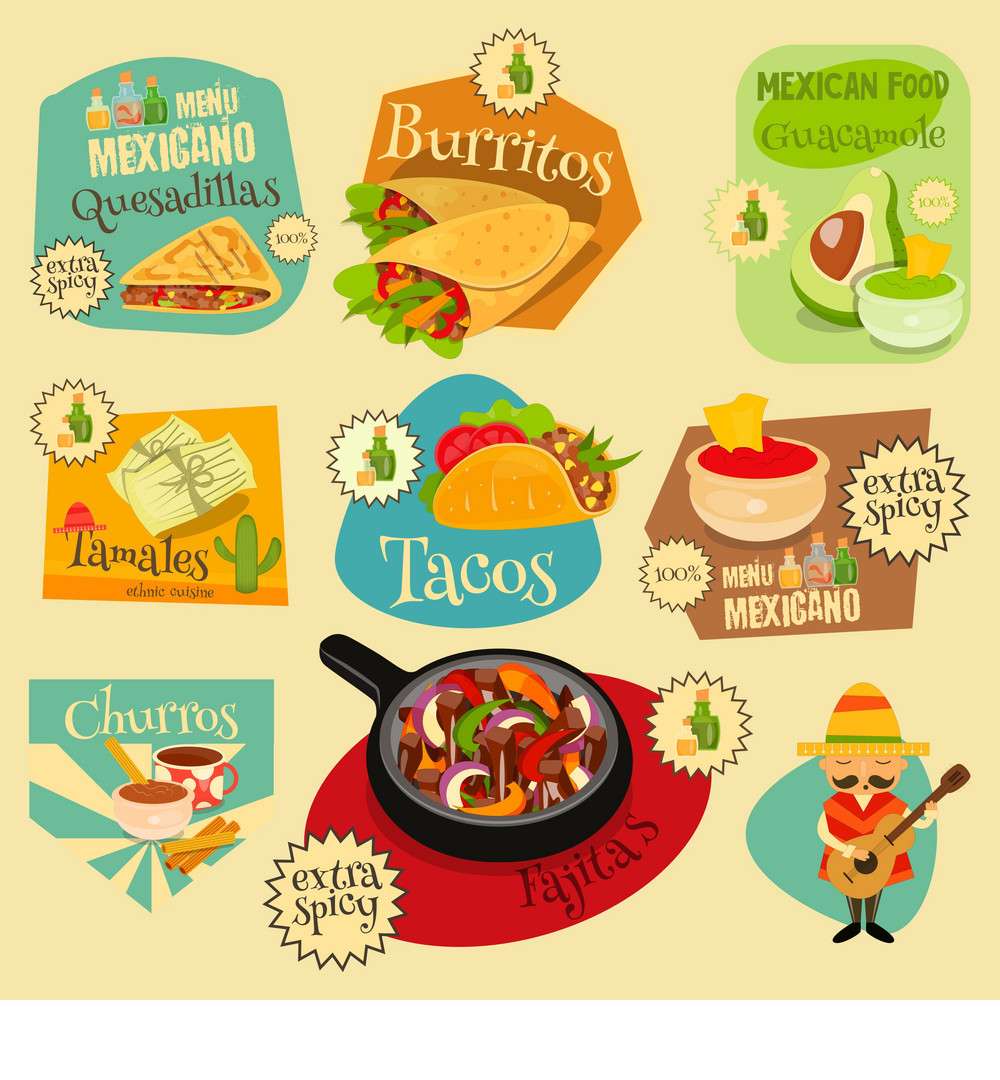 MENU
MEXICANO
Quesadillas
100%
extra
spicy
Burritos
MEXICAN FOOD
Guacamole
100%
Tamales
ethnic cuisine
Tacos
extra
spicy
100%
MENU
MEXICANO
Churros
extra
spicy
Fajitas